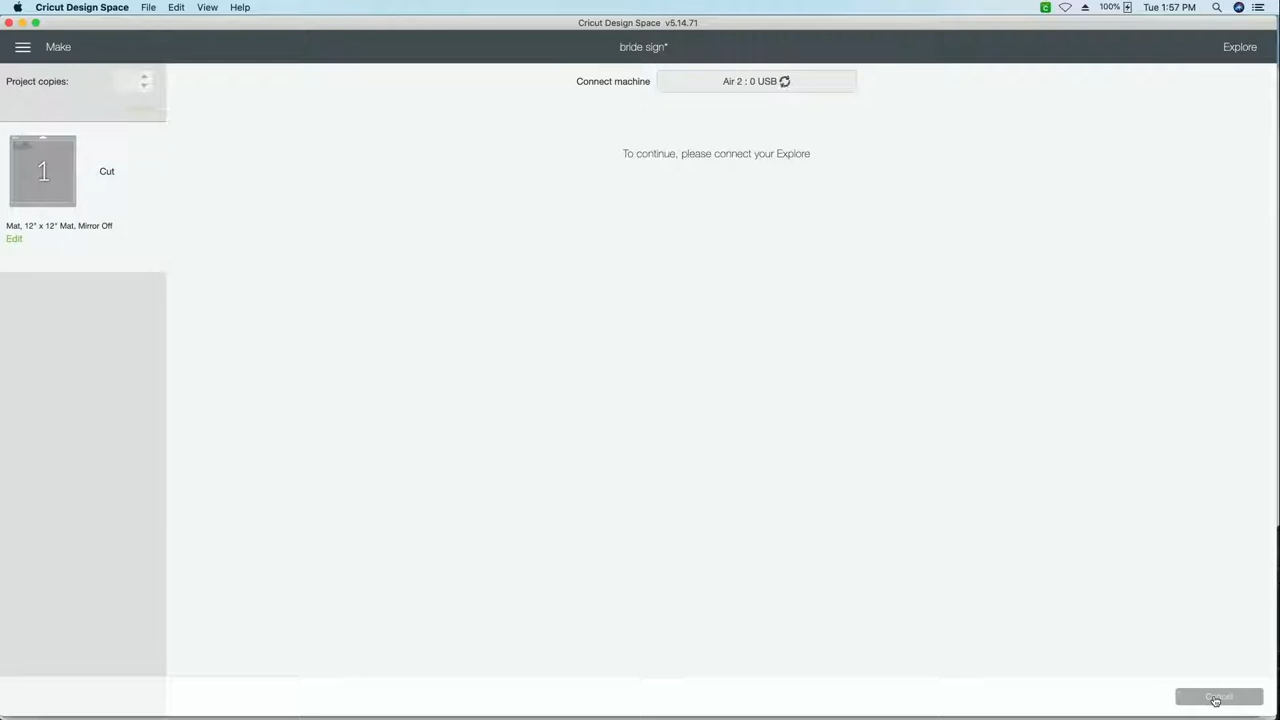 Cricut Design Space File Edit View Window Help 100% Tue 1:57 PM
Cricut Design Space v5.14.71
Make bride sign* Explore
Project copies: Connect machine Air 2 : 0 USB
To continue, please connect your Explore
1 Cut
Mat, 12" x 12" Mat, Mirror Off
Edit
Cancel